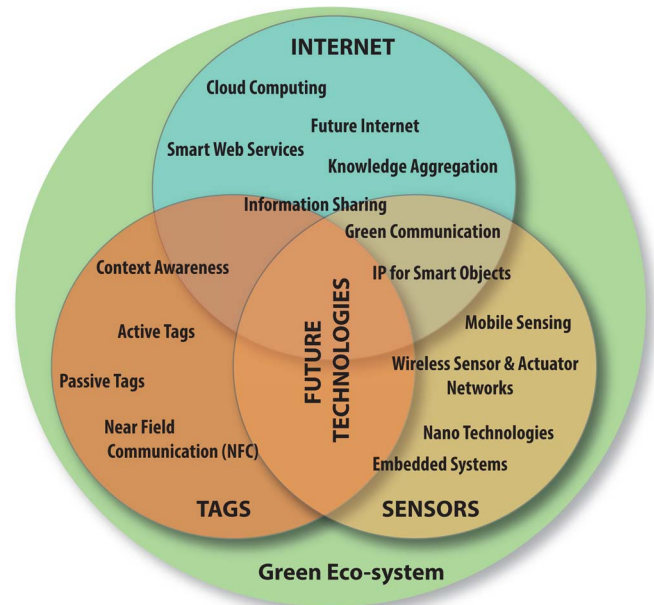 INTERNET
Cloud Computing
Future Internet
Smart Web Services
Knowledge Aggregation
Information Sharing
Green Communication
Context Awareness
IP for Smart Objects
FUTURE
TECHNOLOGIES
Active Tags
Mobile Sensing
Passive Tags
Wireless Sensor & Actuator
Networks
Near Field
Communication (NFC)
Nano Technologies
Embedded Systems
TAGS
SENSORS
Green Eco-system